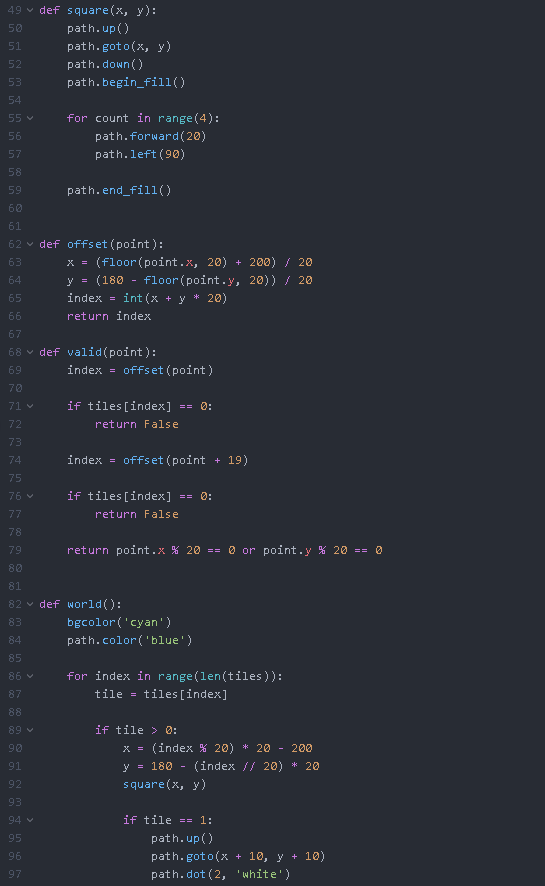 49 def square(x, y):
50     path.up()
51     path.goto(x, y)
52     path.down()
53     path.begin_fill()
54
55     for count in range(4):
56         path.forward(20)
57         path.left(90)
58
59     path.end_fill()
60
61
62 def offset(point):
63     x = (floor(point.x, 20) + 200) / 20
64     y = (180 - floor(point.y, 20)) / 20
65     index = int(x + y * 20)
66     return index
67
68 def valid(point):
69     index = offset(point)
70
71     if tiles[index] == 0:
72         return False
73
74     index = offset(point + 19)
75
76     if tiles[index] == 0:
77         return False
78
79     return point.x % 20 == 0 or point.y % 20 == 0
80
81
82 def world():
83     bgcolor('cyan')
84     path.color('blue')
85
86     for index in range(len(tiles)):
87         tile = tiles[index]
88
89         if tile > 0:
90             x = (index % 20) * 20 - 200
91             y = 180 - (index // 20) * 20
92             square(x, y)
93
94             if tile == 1:
95                 path.up()
96                 path.goto(x + 10, y + 10)
97                 path.dot(2, 'white')